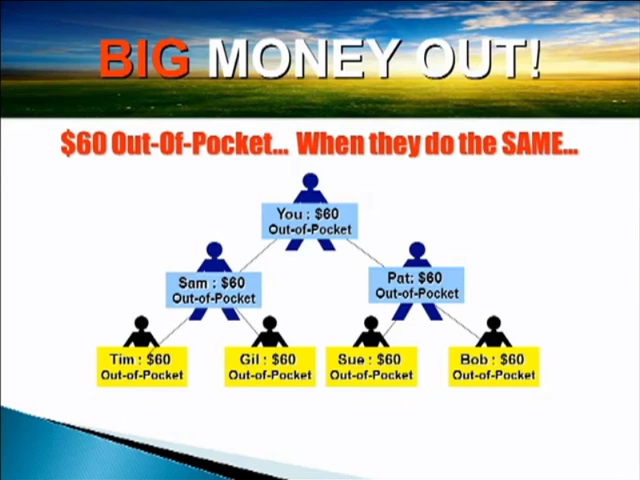 BIG MONEY OUT!
$60 Out-Of-Pocket... When they do the SAME...
You : $60
Out-of-Pocket
Sam : $60
Out-of-Pocket
Pat: $60
Out-of-Pocket
Tim : $60
Out-of-Pocket
Gil : $60
Out-of-Pocket
Sue : $60
Out-of-Pocket
Bob : $60
Out-of-Pocket